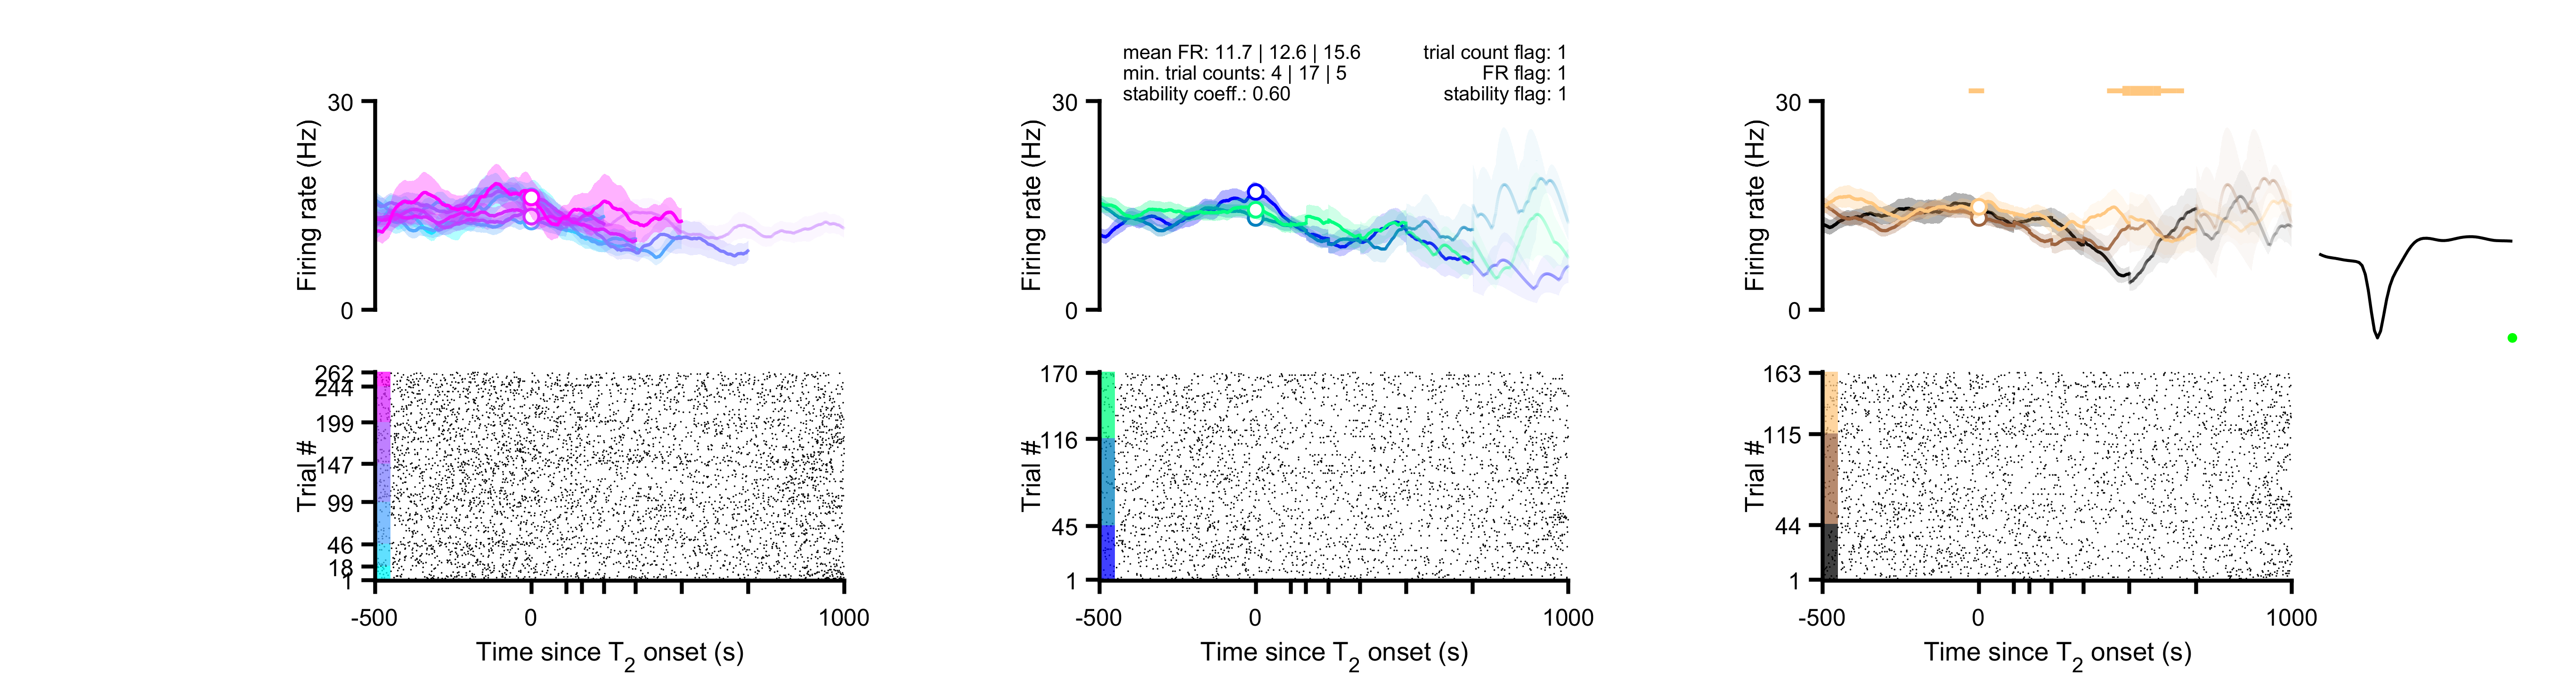 mean FR: 11.7 | 12.6 | 15.6
trial count flag: 1
min. trial counts: 4 | 17 | 5
FR flag: 1
stability coeff.: 0.60
stability flag: 1
30
Firing rate (Hz)
0
30
Firing rate (Hz)
0
30
Firing rate (Hz)
0
262
244
199
147
99
46
18
1
Trial #
-500
0
1000
Time since T2 onset (s)
170
116
45
1
Trial #
-500
0
1000
Time since T2 onset (s)
163
115
44
1
Trial #
-500
0
1000
Time since T2 onset (s)